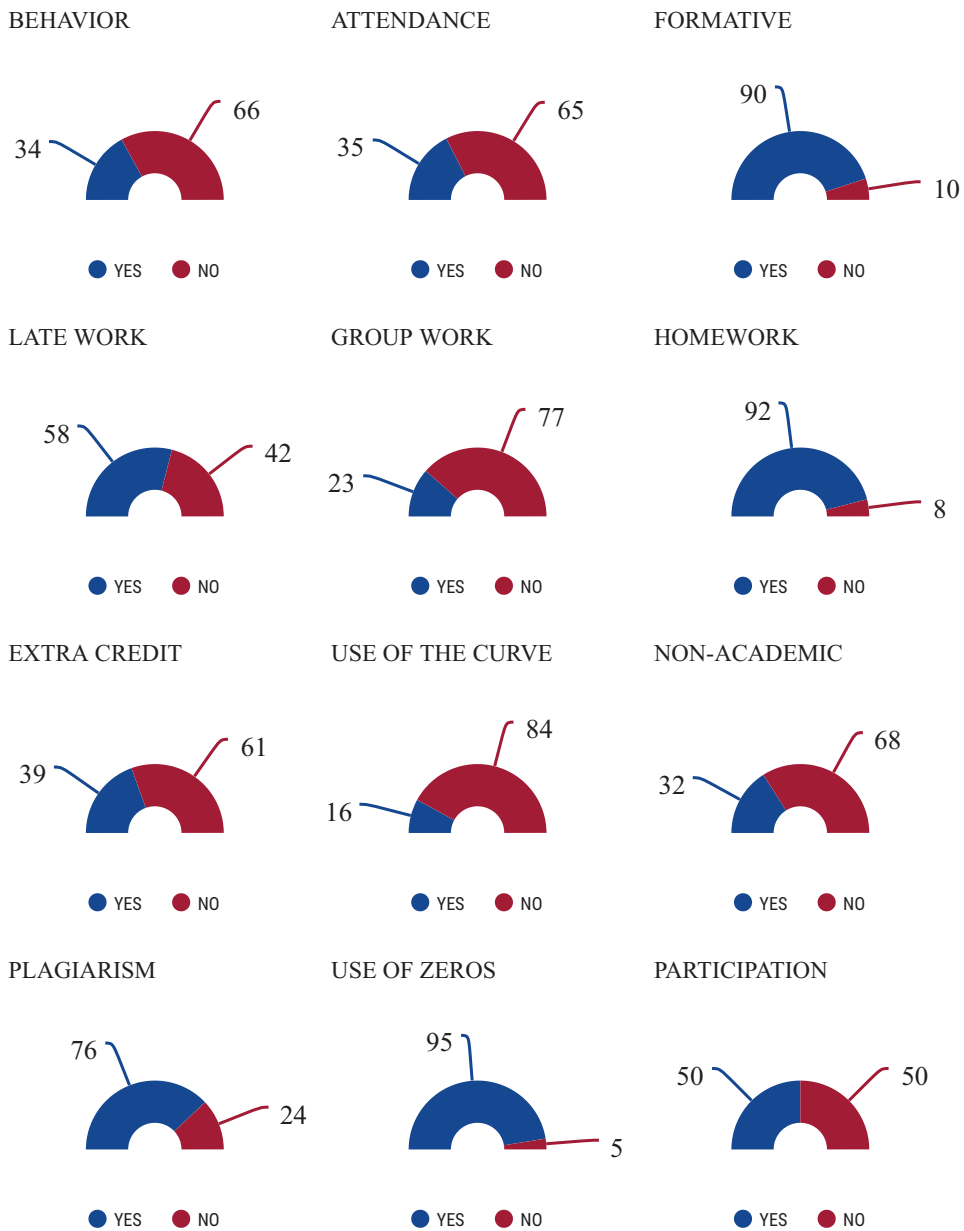 BEHAVIOR ATTENDANCE FORMATIVE
34 66 35 65 90 10
YES NO YES NO YES NO
LATE WORK GROUP WORK HOMEWORK
58 42 23 77 92 8
YES NO YES NO YES NO
EXTRA CREDIT USE OF THE CURVE NON-ACADEMIC
39 61 16 84 32 68
YES NO YES NO YES NO
PLAGIARISM USE OF ZEROS PARTICIPATION
76 24 95 5 50 50
YES NO YES NO YES NO